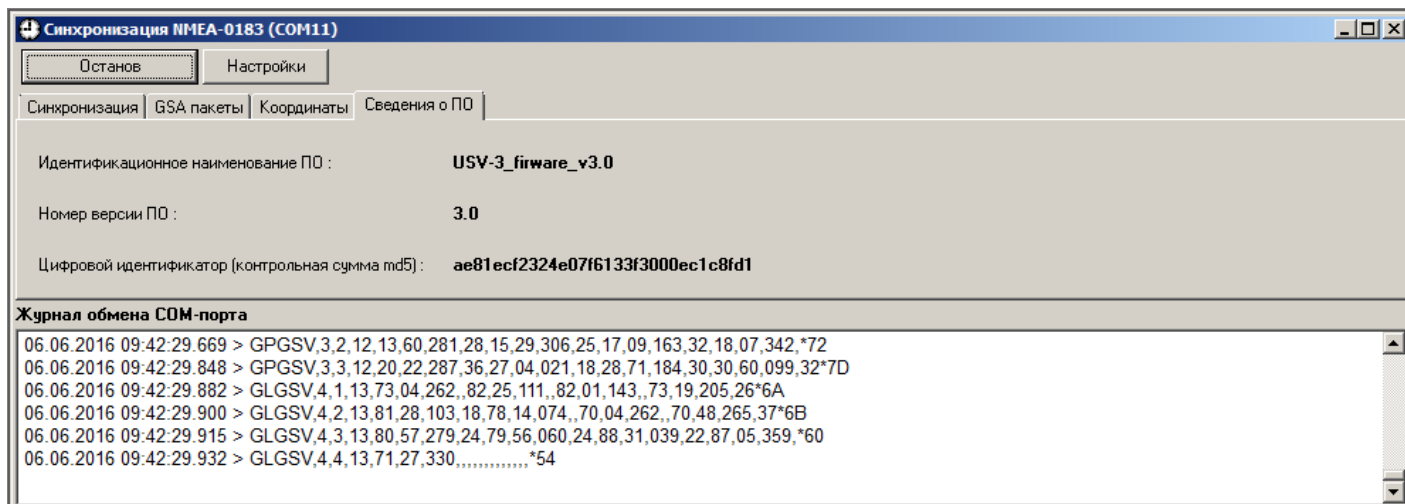 Синхронизация NMEA-0183 (COM11)
Останов Настройки
Синхронизация GSA пакеты Координаты Сведения о ПО
Идентификационное наименование ПО : USV-3_firware_v3.0
Номер версии ПО : 3.0
Цифровой идентификатор (контрольная сумма md5) : ae81ecf2324e07f6133f3000ec1c8fd1
Журнал обмена COM-порта
06.06.2016 09:42:29.669 > GPGSV,3,2,12,13,60,281,28,15,29,306,25,17,09,163,32,18,07,342,*72
06.06.2016 09:42:29.848 > GPGSV,3,3,12,20,22,287,36,27,04,021,18,28,71,184,30,30,60,099,32*7D
06.06.2016 09:42:29.882 > GLGSV,4,1,13,73,04,262,,82,25,111,,82,01,143,,73,19,205,26*6A
06.06.2016 09:42:29.900 > GLGSV,4,2,13,81,28,103,18,78,14,074,,70,04,262,,70,48,265,37*6B
06.06.2016 09:42:29.915 > GLGSV,4,3,13,80,57,279,24,79,56,060,24,88,31,039,22,87,05,359,*60
06.06.2016 09:42:29.932 > GLGSV,4,4,13,71,27,330,,,,,,,,,,,,,*54